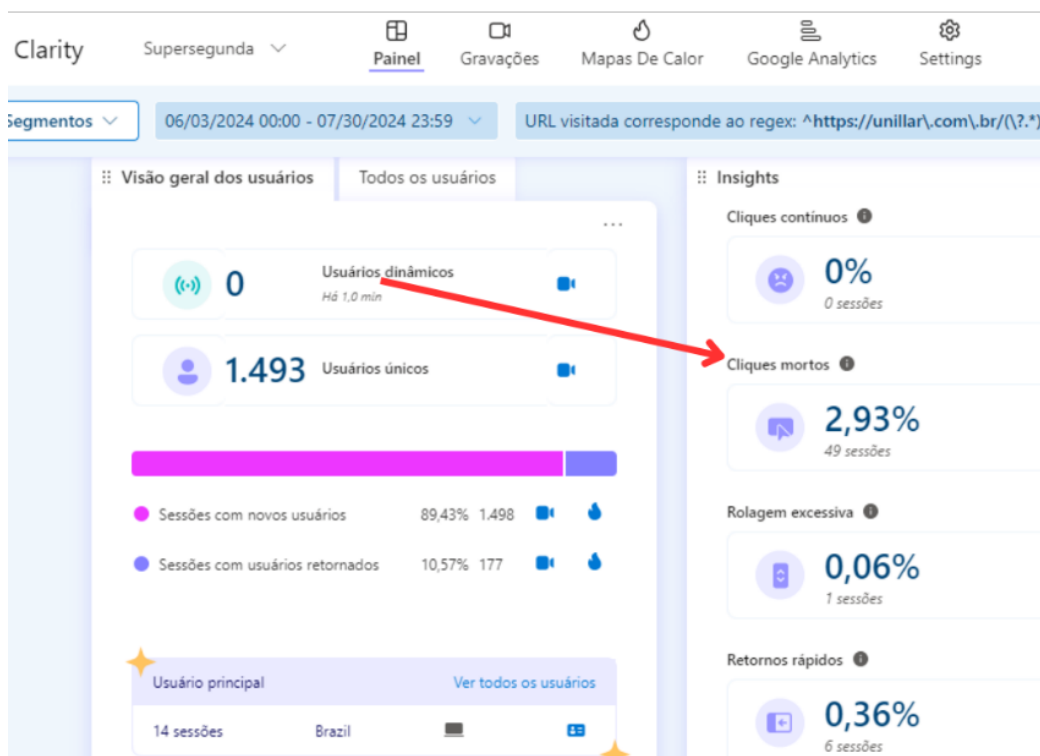 Clarity
Supersegunda
Painel
Gravações
Mapas De Calor
Google Analytics
Settings
Segmentos
06/03/2024 00:00 - 07/30/2024 23:59
URL visitada corresponde ao regex: ^https://unillar\.com\.br/(\?.*)
Visão geral dos usuários
Todos os usuários
0
Usuários dinâmicos
Há 1,0 min
1.493
Usuários únicos
Sessões com novos usuários 89,43% 1.498
Sessões com usuários retornados 10,57% 177
Usuário principal
Ver todos os usuários
14 sessões
Brazil
Insights
Cliques contínuos
0%
0 sessões
Cliques mortos
2,93%
49 sessões
Rolagem excessiva
0,06%
1 sessões
Retornos rápidos
0,36%
6 sessões